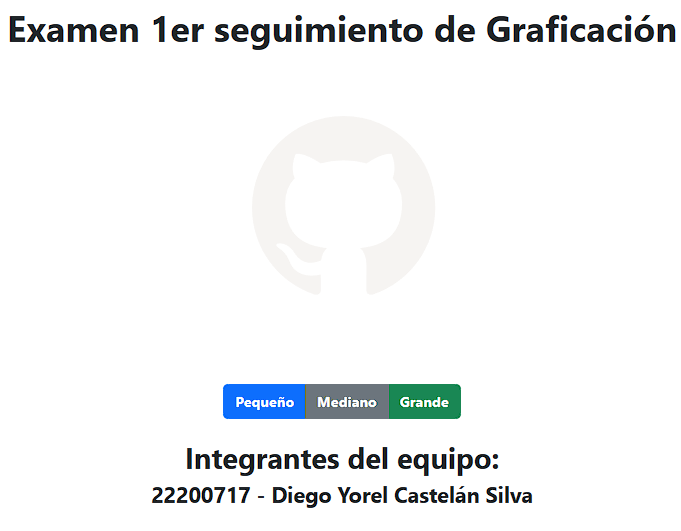 Examen 1er seguimiento de Graficación
Pequeño Mediano Grande
Integrantes del equipo:
22200717 - Diego Yorel Castelán Silva